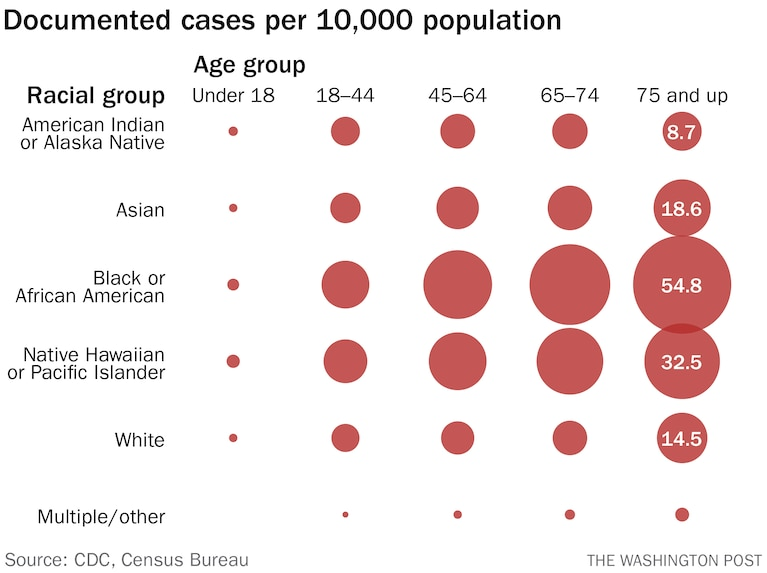 Documented cases per 10,000 population
Age group
Racial group Under 18 18–44 45–64 65–74 75 and up
American Indian
or Alaska Native
8.7
Asian 18.6
Black or
African American
54.8
Native Hawaiian
or Pacific Islander
32.5
White 14.5
Multiple/other
Source: CDC, Census Bureau THE WASHINGTON POST